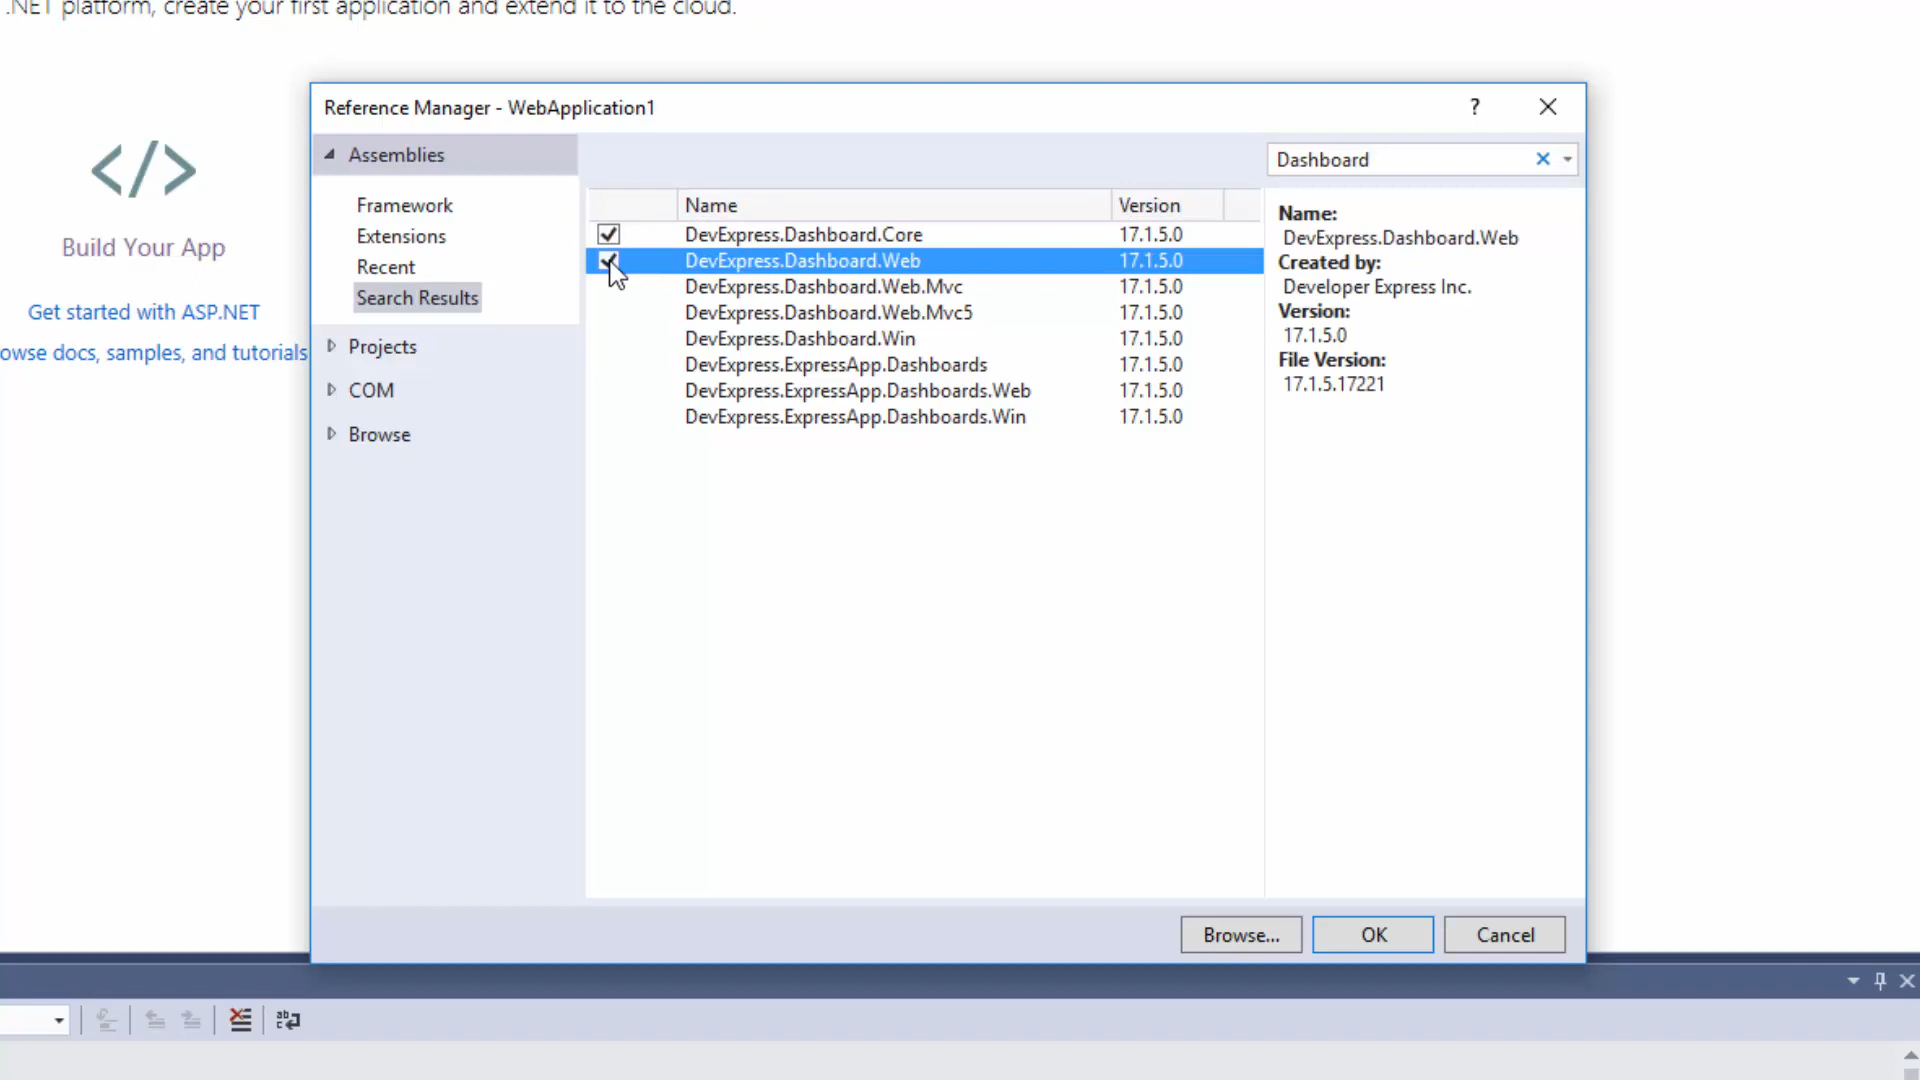 .NET platform, create your first application and extend it to the cloud.
Build Your App
Get started with ASP.NET
owse docs, samples, and tutorials
Reference Manager - WebApplication1
?
Assemblies
Framework
Extensions
Recent
Search Results
Projects
COM
Browse
Dashboard
Name Version
DevExpress.Dashboard.Core 17.1.5.0
DevExpress.Dashboard.Web 17.1.5.0
DevExpress.Dashboard.Web.Mvc 17.1.5.0
DevExpress.Dashboard.Web.Mvc5 17.1.5.0
DevExpress.Dashboard.Win 17.1.5.0
DevExpress.ExpressApp.Dashboards 17.1.5.0
DevExpress.ExpressApp.Dashboards.Web 17.1.5.0
DevExpress.ExpressApp.Dashboards.Win 17.1.5.0
Name:
DevExpress.Dashboard.Web
Created by:
Developer Express Inc.
Version:
17.1.5.0
File Version:
17.1.5.17221
Browse... OK Cancel